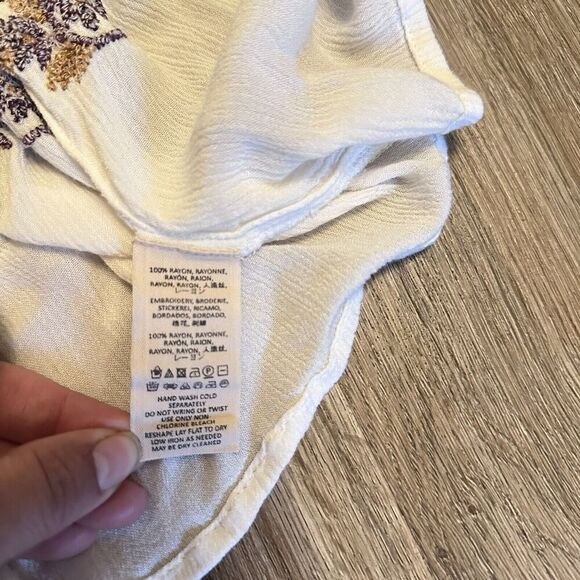 100% RAYON, RAYONNE,
RAYÓN, RAION,
RAYON, RAYON, 人造丝,
レーヨン
EMBROIDERY, BRODERIE,
STICKEREI, RICAMO,
BORDADOS, BORDADO,
绣花, 刺繍
100% RAYON, RAYONNE,
RAYÓN, RAION,
RAYON, RAYON, 人造丝,
レーヨン
HAND WASH COLD
SEPARATELY
DO NOT WRING OR TWIST
USE ONLY NON
CHLORINE BLEACH
RESHAPE LAY FLAT TO DRY
LOW IRON AS NEEDED
MAY BE DRY CLEANED